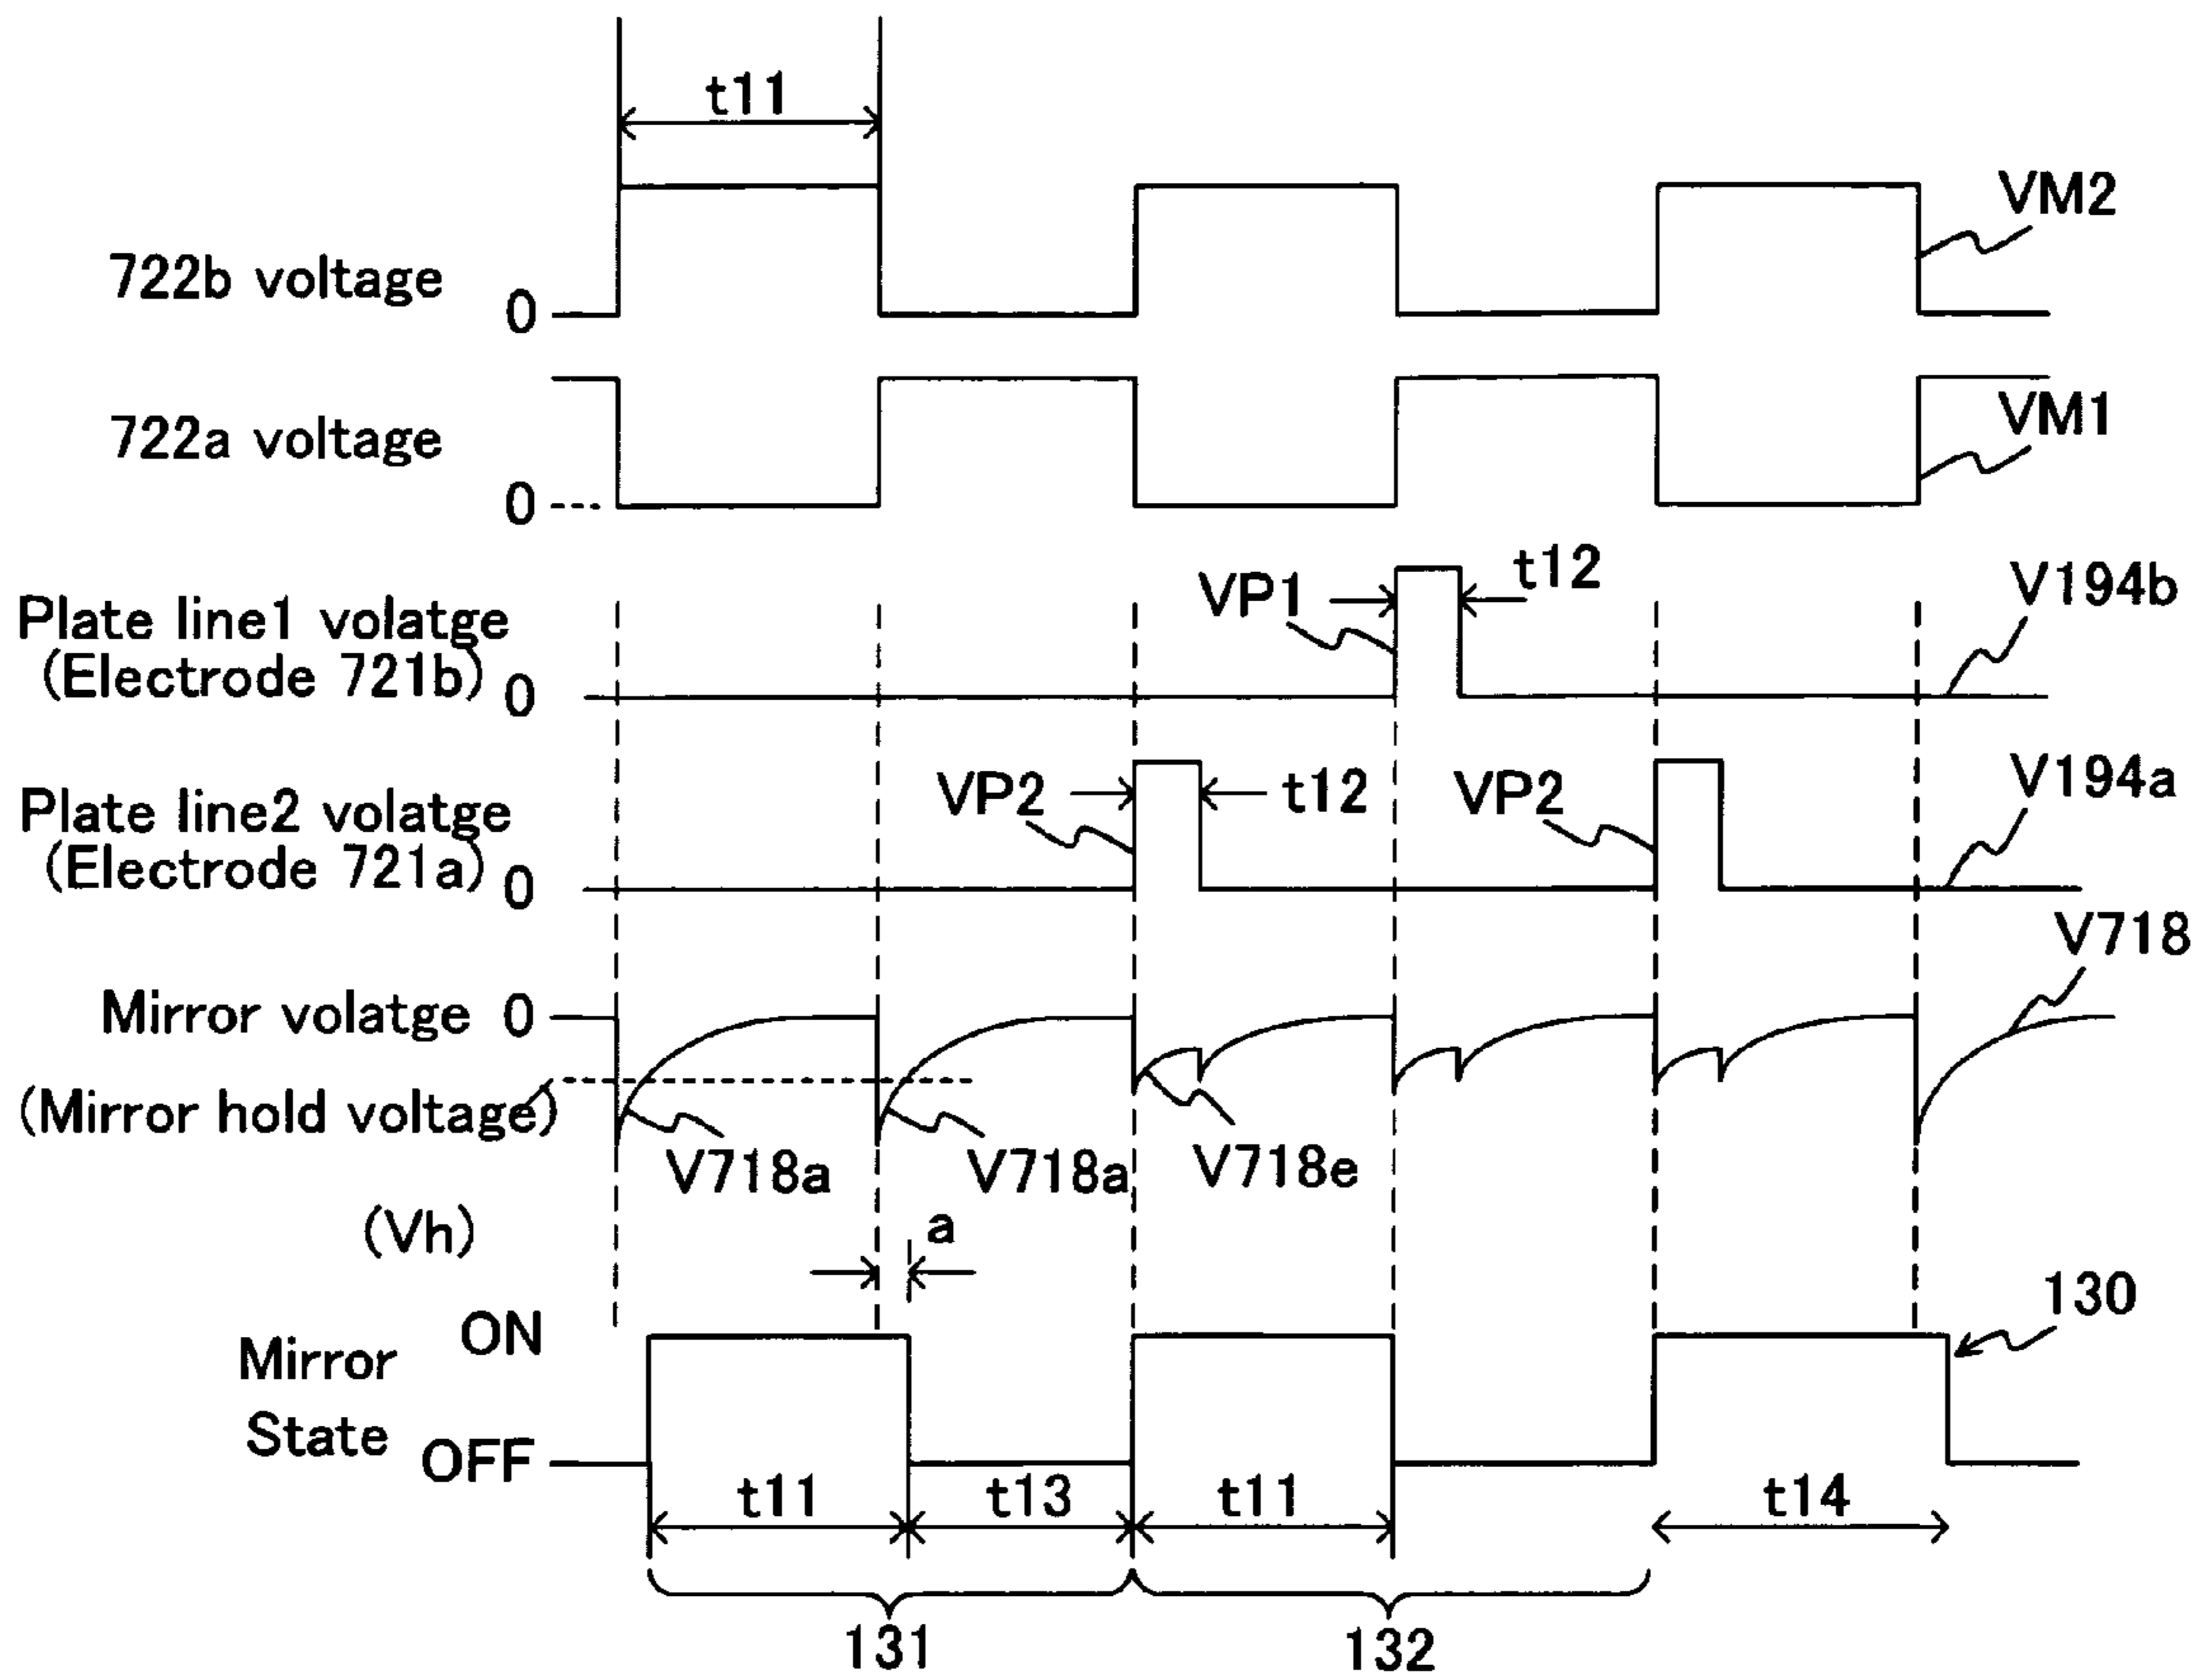 t11
VM2
722b voltage
0
722a voltage
VM1
0
VP1
t12
V194b
Plate line1 volatge
(Electrode 721b)
0
VP2
t12
VP2
V194a
Plate line2 volatge
(Electrode 721a)
0
V718
Mirror volatge 0
(Mirror hold voltage)
V718a
V718a
V718e
(Vh)
a
130
ON
Mirror
State
OFF
t11
t13
t11
t14
131
132